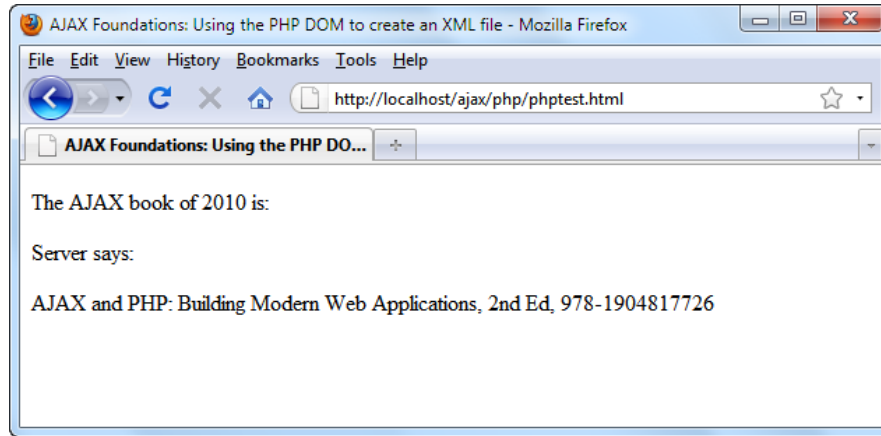 AJAX Foundations: Using the PHP DOM to create an XML file - Mozilla Firefox
File Edit View History Bookmarks Tools Help
http://localhost/ajax/php/phptest.html
AJAX Foundations: Using the PHP DO...
The AJAX book of 2010 is:
Server says:
AJAX and PHP: Building Modern Web Applications, 2nd Ed, 978-1904817726